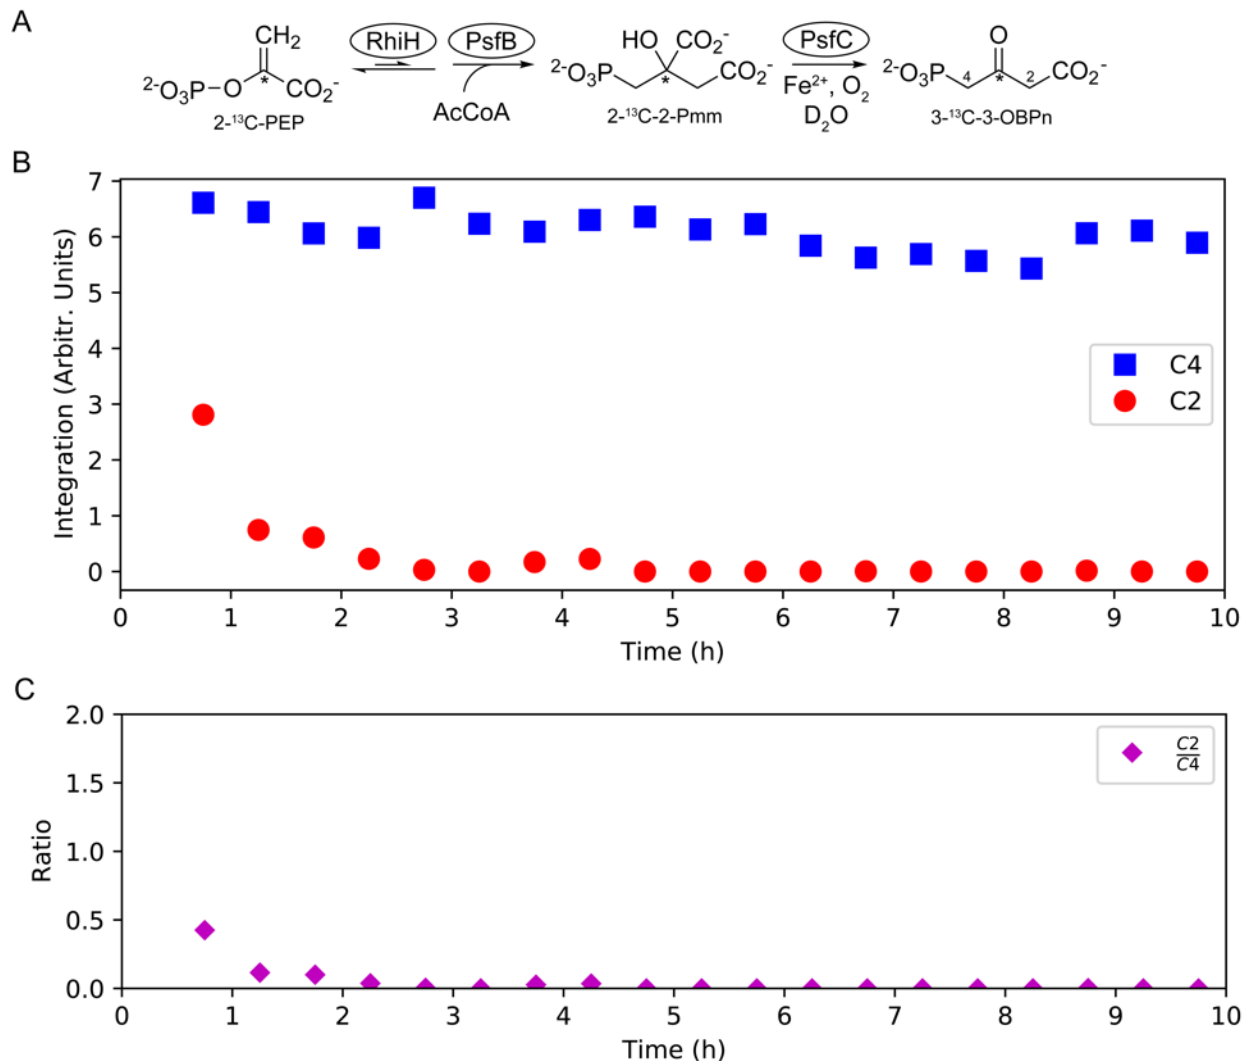 A
CH₂
RhiH
PsfB
HO
CO₂⁻
PsfC
O
²⁻O₃P–O
*
CO₂⁻
²⁻O₃P
*
CO₂⁻
²⁻O₃P
4
*
2
CO₂⁻
2-¹³C-PEP
AcCoA
2-¹³C-2-Pmm
Fe²⁺, O₂
D₂O
3-¹³C-3-OBPn
B
Integration (Arbitr. Units)
7
6
5
4
3
2
1
0
C4
C2
0 1 2 3 4 5 6 7 8 9 10
Time (h)
C
Ratio
2.0
1.5
1.0
0.5
0.0
C2
C4
0 1 2 3 4 5 6 7 8 9 10
Time (h)